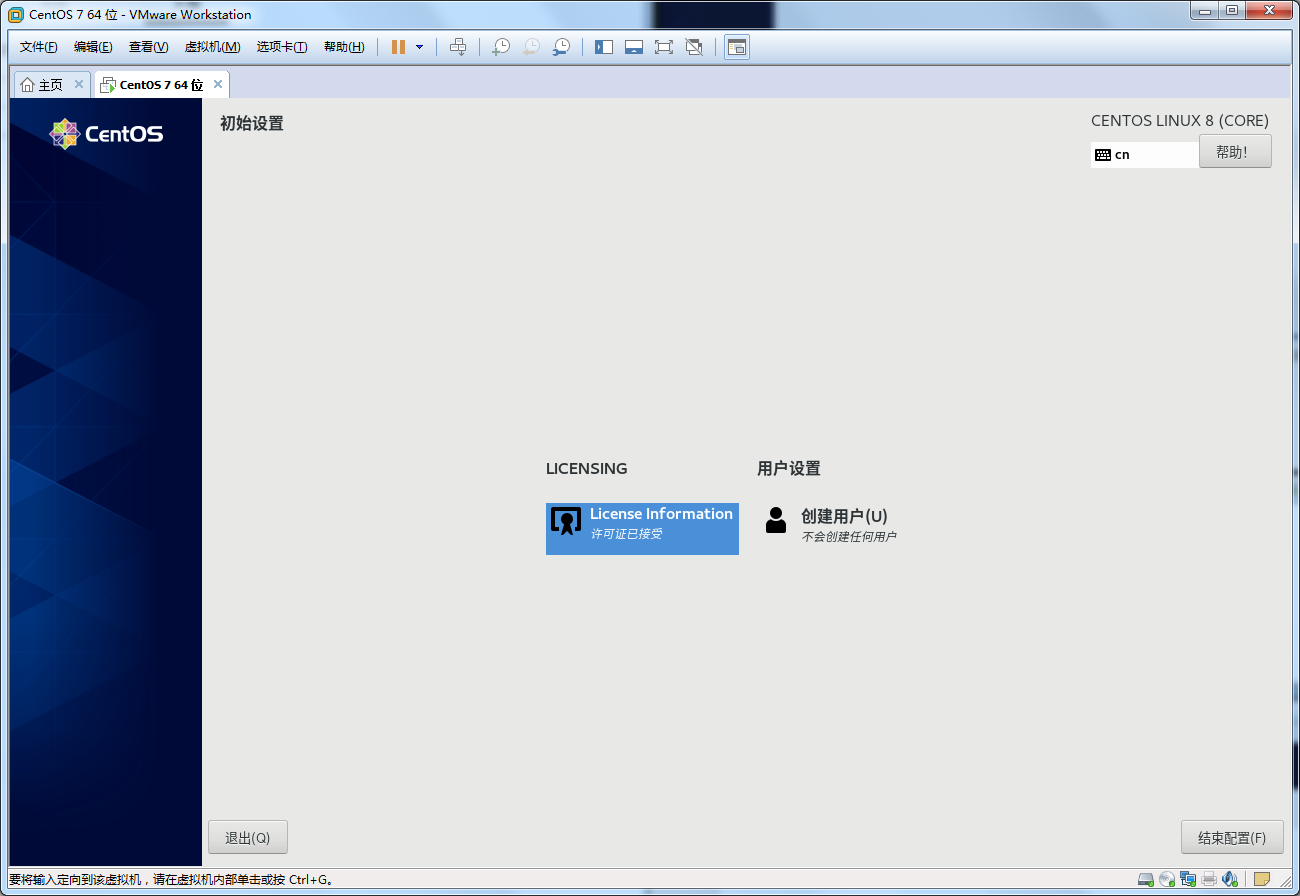 CentOS 7 64 位 - VMware Workstation
文件(F) 编辑(E) 查看(V) 虚拟机(M) 选项卡(T) 帮助(H)
主页 CentOS 7 64 位
CentOS
初始设置
CENTOS LINUX 8 (CORE)
cn
帮助!
LICENSING
用户设置
License Information
许可证已接受
创建用户(U)
不会创建任何用户
退出(Q)
结束配置(F)
要将输入定向到该虚拟机，请在虚拟机内部单击或按 Ctrl+G。